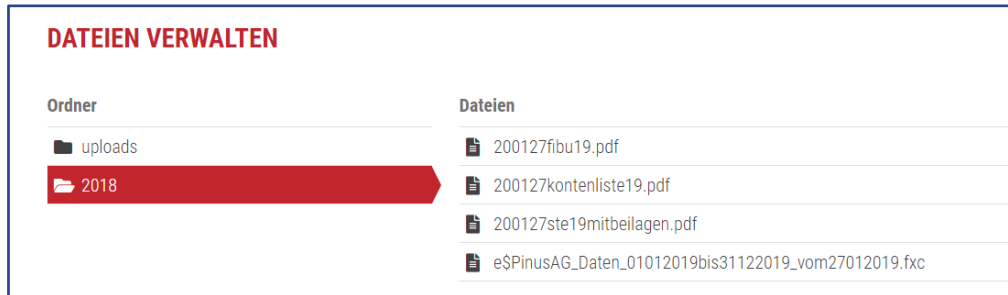 DATEIEN VERWALTEN
Ordner
Dateien
uploads
200127fibu19.pdf
2018
200127kontenliste19.pdf
200127ste19mitbeilagen.pdf
e$PinusAG_Daten_01012019bis31122019_vom27012019.fxc